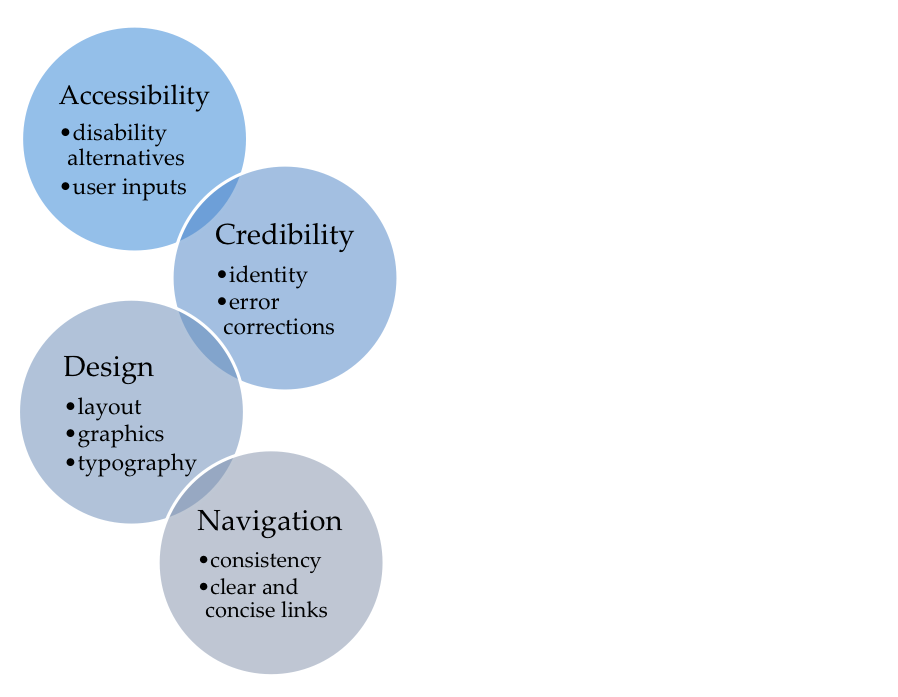 Accessibility
•disability
alternatives
•user inputs
Credibility
•identity
•error
corrections
Design
•layout
•graphics
•typography
Navigation
•consistency
•clear and
concise links